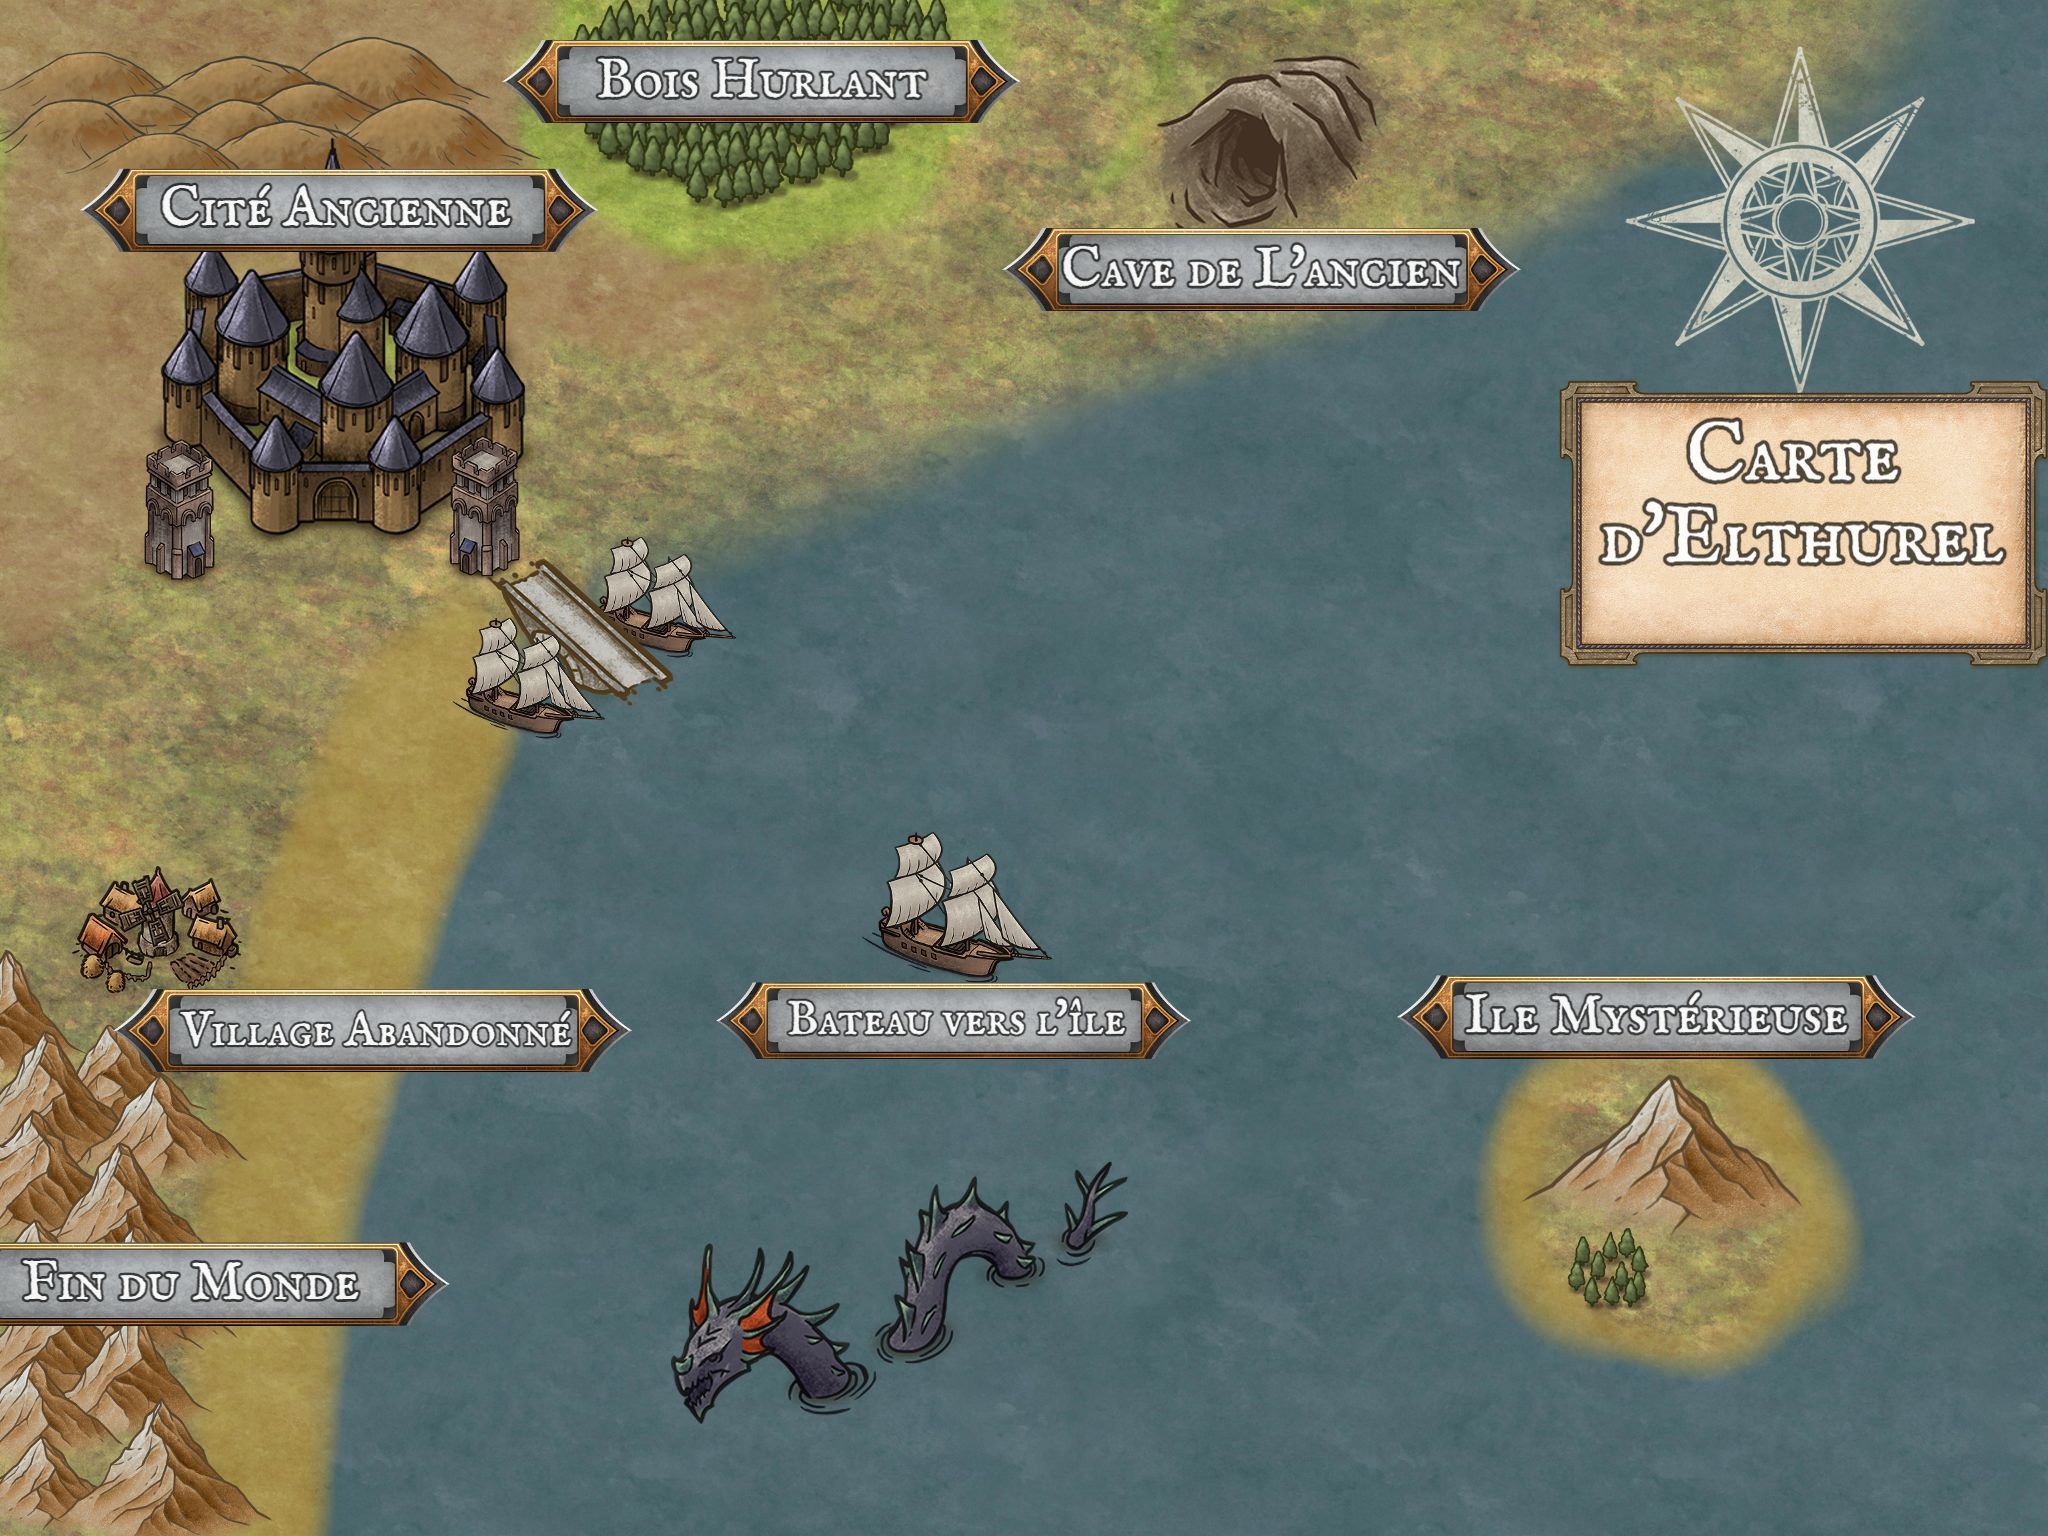 Bois Hurlant
Cité Ancienne
Cave de L'ancien
Carte
d'Elthurel
Village Abandonné
Bateau vers l'île
Ile Mystérieuse
Fin du Monde